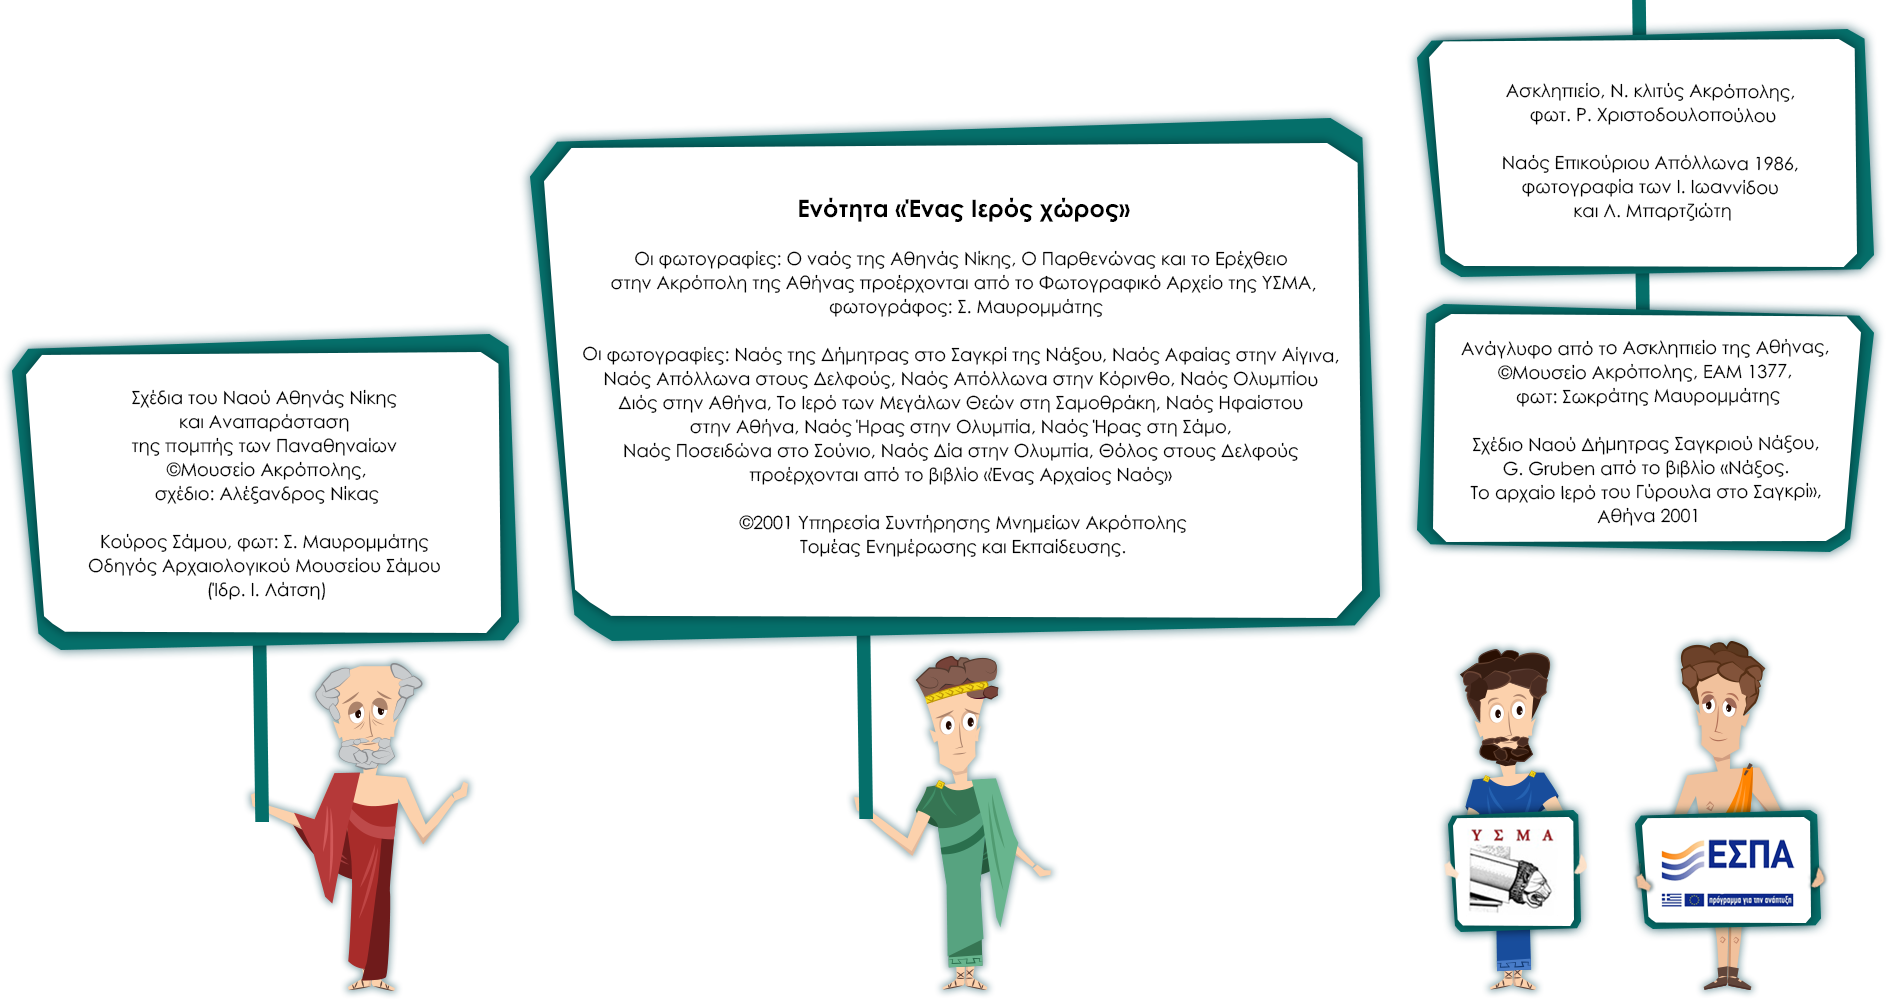 Σχέδια του Ναού Αθηνάς Νίκης
και Αναπαράσταση
της πομπής των Παναθηναίων
©Μουσείο Ακρόπολης,
σχέδιο: Αλέξανδρος Νίκας
Κούρος Σάμου, φωτ: Σ. Μαυρομμάτης
Οδηγός Αρχαιολογικού Μουσείου Σάμου
(Ίδρ. Ι. Λάτση)
Ενότητα «Ένας Ιερός χώρος»
Οι φωτογραφίες: Ο ναός της Αθηνάς Νίκης, Ο Παρθενώνας και το Ερέχθειο
στην Ακρόπολη της Αθήνας προέρχονται από το Φωτογραφικό Αρχείο της ΥΣΜΑ,
φωτογράφος: Σ. Μαυρομμάτης
Οι φωτογραφίες: Ναός της Δήμητρας στο Σαγκρί της Νάξου, Ναός Αφαίας στην Αίγινα,
Ναός Απόλλωνα στους Δελφούς, Ναός Απόλλωνα στην Κόρινθο, Ναός Ολυμπίου
Διός στην Αθήνα, Το Ιερό των Μεγάλων Θεών στη Σαμοθράκη, Ναός Ηφαίστου
στην Αθήνα, Ναός Ήρας στην Ολυμπία, Ναός Ήρας στη Σάμο,
Ναός Ποσειδώνα στο Σούνιο, Ναός Δία στην Ολυμπία, Θόλος στους Δελφούς
προέρχονται από το βιβλίο «Ένας Αρχαίος Ναός»
©2001 Υπηρεσία Συντήρησης Μνημείων Ακρόπολης
Τομέας Ενημέρωσης και Εκπαίδευσης.
Ασκληπιείο, Ν. κλιτύς Ακρόπολης,
φωτ. Ρ. Χριστοδουλοπούλου
Ναός Επικούριου Απόλλωνα 1986,
φωτογραφία των Ι. Ιωαννίδου
και Λ. Μπαρτζιώτη
Ανάγλυφο από το Ασκληπιείο της Αθήνας,
©Μουσείο Ακρόπολης, ΕΑΜ 1377,
φωτ: Σωκράτης Μαυρομμάτης
Σχέδιο Ναού Δήμητρας Σαγκριού Νάξου,
G. Gruben από το βιβλίο «Νάξος.
Το αρχαίο Ιερό του Γύρουλα στο Σαγκρί»,
Αθήνα 2001
Υ Σ Μ Α
ΕΣΠΑ
πρόγραμμα για την ανάπτυξη